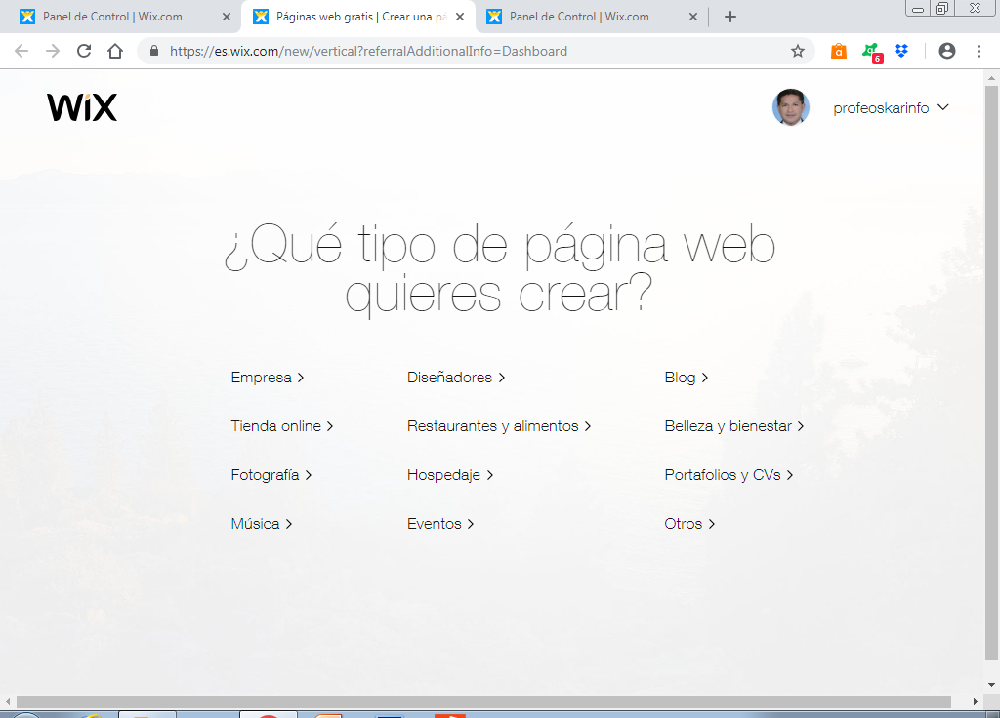 Panel de Control | Wix.com
Páginas web gratis | Crear una pá
Panel de Control | Wix.com
https://es.wix.com/new/vertical?referralAdditionalInfo=Dashboard
a
6
WiX
profeoskarinfo
¿Qué tipo de página web
quieres crear?
Empresa >
Diseñadores >
Blog >
Tienda online >
Restaurantes y alimentos >
Belleza y bienestar >
Fotografía >
Hospedaje >
Portafolios y CVs >
Música >
Eventos >
Otros >